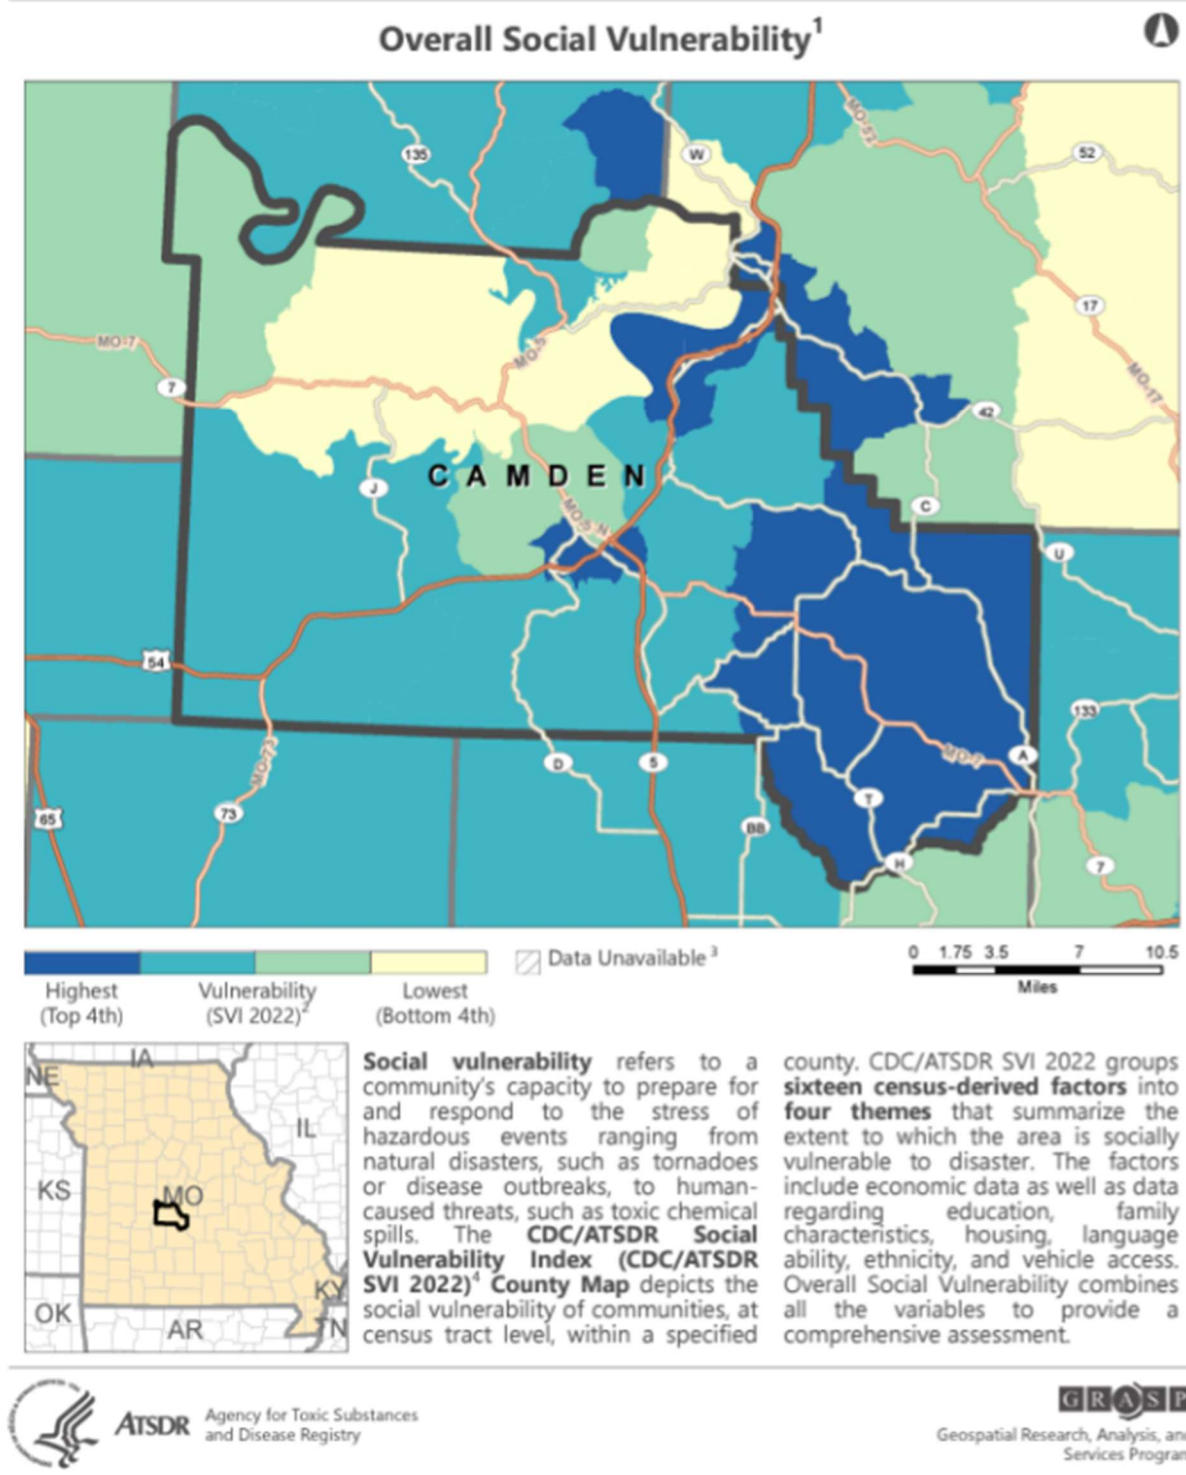 Overall Social Vulnerability1
135
W
MO-52
52
17
MO-17
MO-7
7
MO-5
42
C A M D E N
J
MO-5-N
C
U
54
133
MO-73
D
5
MO-7
A
73
65
T
BB
H
7
Data Unavailable3
0 1.75 3.5 7 10.5
Miles
Highest
(Top 4th)
Vulnerability
(SVI 2022)2
Lowest
(Bottom 4th)
IA
NE
IL
KS
MO
KY
OK
AR
TN
Social vulnerability refers to a
community's capacity to prepare for
and respond to the stress of
hazardous events ranging from
natural disasters, such as tornadoes
or disease outbreaks, to human-
caused threats, such as toxic chemical
spills. The CDC/ATSDR Social
Vulnerability Index (CDC/ATSDR
SVI 2022)4 County Map depicts the
social vulnerability of communities, at
census tract level, within a specified
county. CDC/ATSDR SVI 2022 groups
sixteen census-derived factors into
four themes that summarize the
extent to which the area is socially
vulnerable to disaster. The factors
include economic data as well as data
regarding education, family
characteristics, housing, language
ability, ethnicity, and vehicle access.
Overall Social Vulnerability combines
all the variables to provide a
comprehensive assessment.
ATSDR
Agency for Toxic Substances
and Disease Registry
GRASP
Geospatial Research, Analysis, and
Services Program